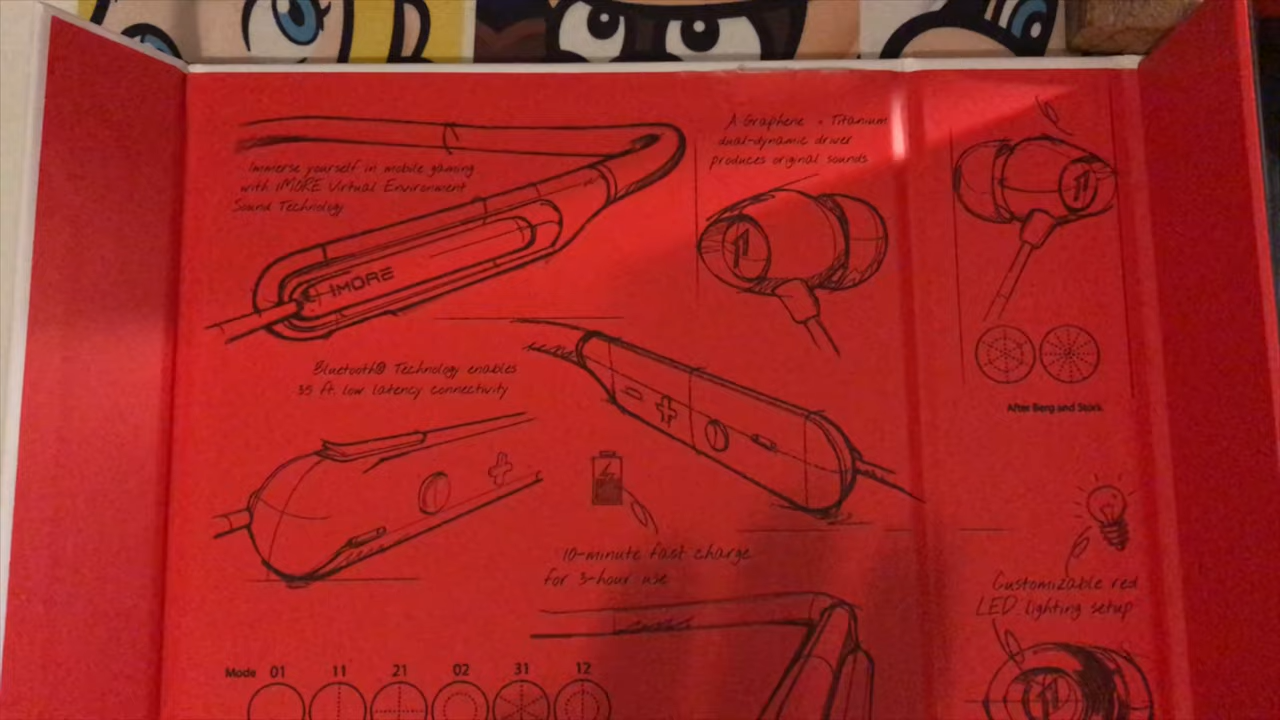 Immerse yourself in mobile gaming
with 1MORE Virtual Environment
Sound Technology
1MORE
A Graphene + Titanium
dual-dynamic driver
produces original sounds
After Berg and Stork.
Bluetooth® Technology enables
35 ft. low latency connectivity
10-minute fast charge
for 3-hour use
Customizable red
LED lighting setup
Mode 01 11 21 02 31 12